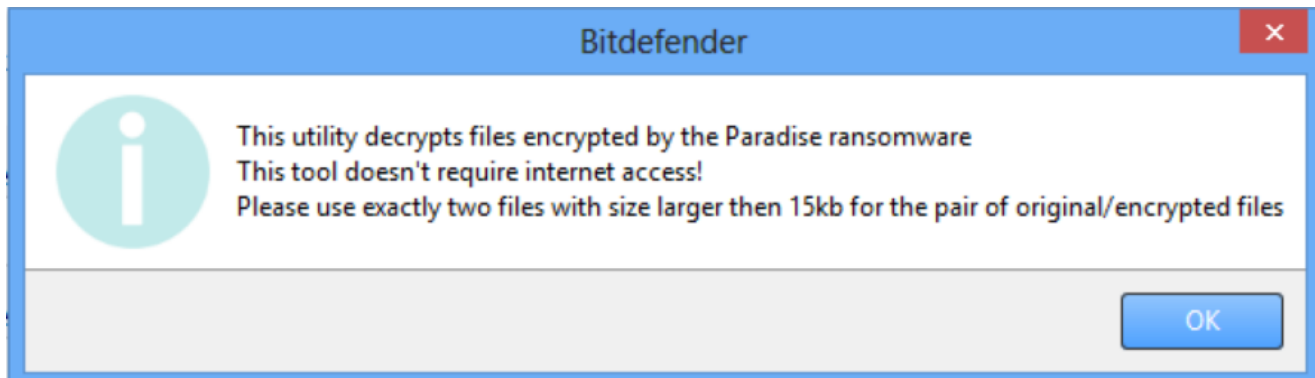 Bitdefender
This utility decrypts files encrypted by the Paradise ransomware
This tool doesn't require internet access!
Please use exactly two files with size larger then 15kb for the pair of original/encrypted files
OK